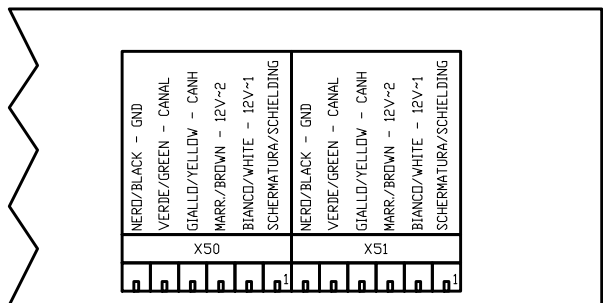 NERO/BLACK - GND
VERDE/GREEN - CANAL
GIALLO/YELLOW - CANH
MARR./BROWN - 12V~2
BIANCO/WHITE - 12V~1
SCHERMATURA/SCHIELDING
NERO/BLACK - GND
VERDE/GREEN - CANAL
GIALLO/YELLOW - CANH
MARR./BROWN - 12V~2
BIANCO/WHITE - 12V~1
SCHERMATURA/SCHIELDING
X50
X51
1
1